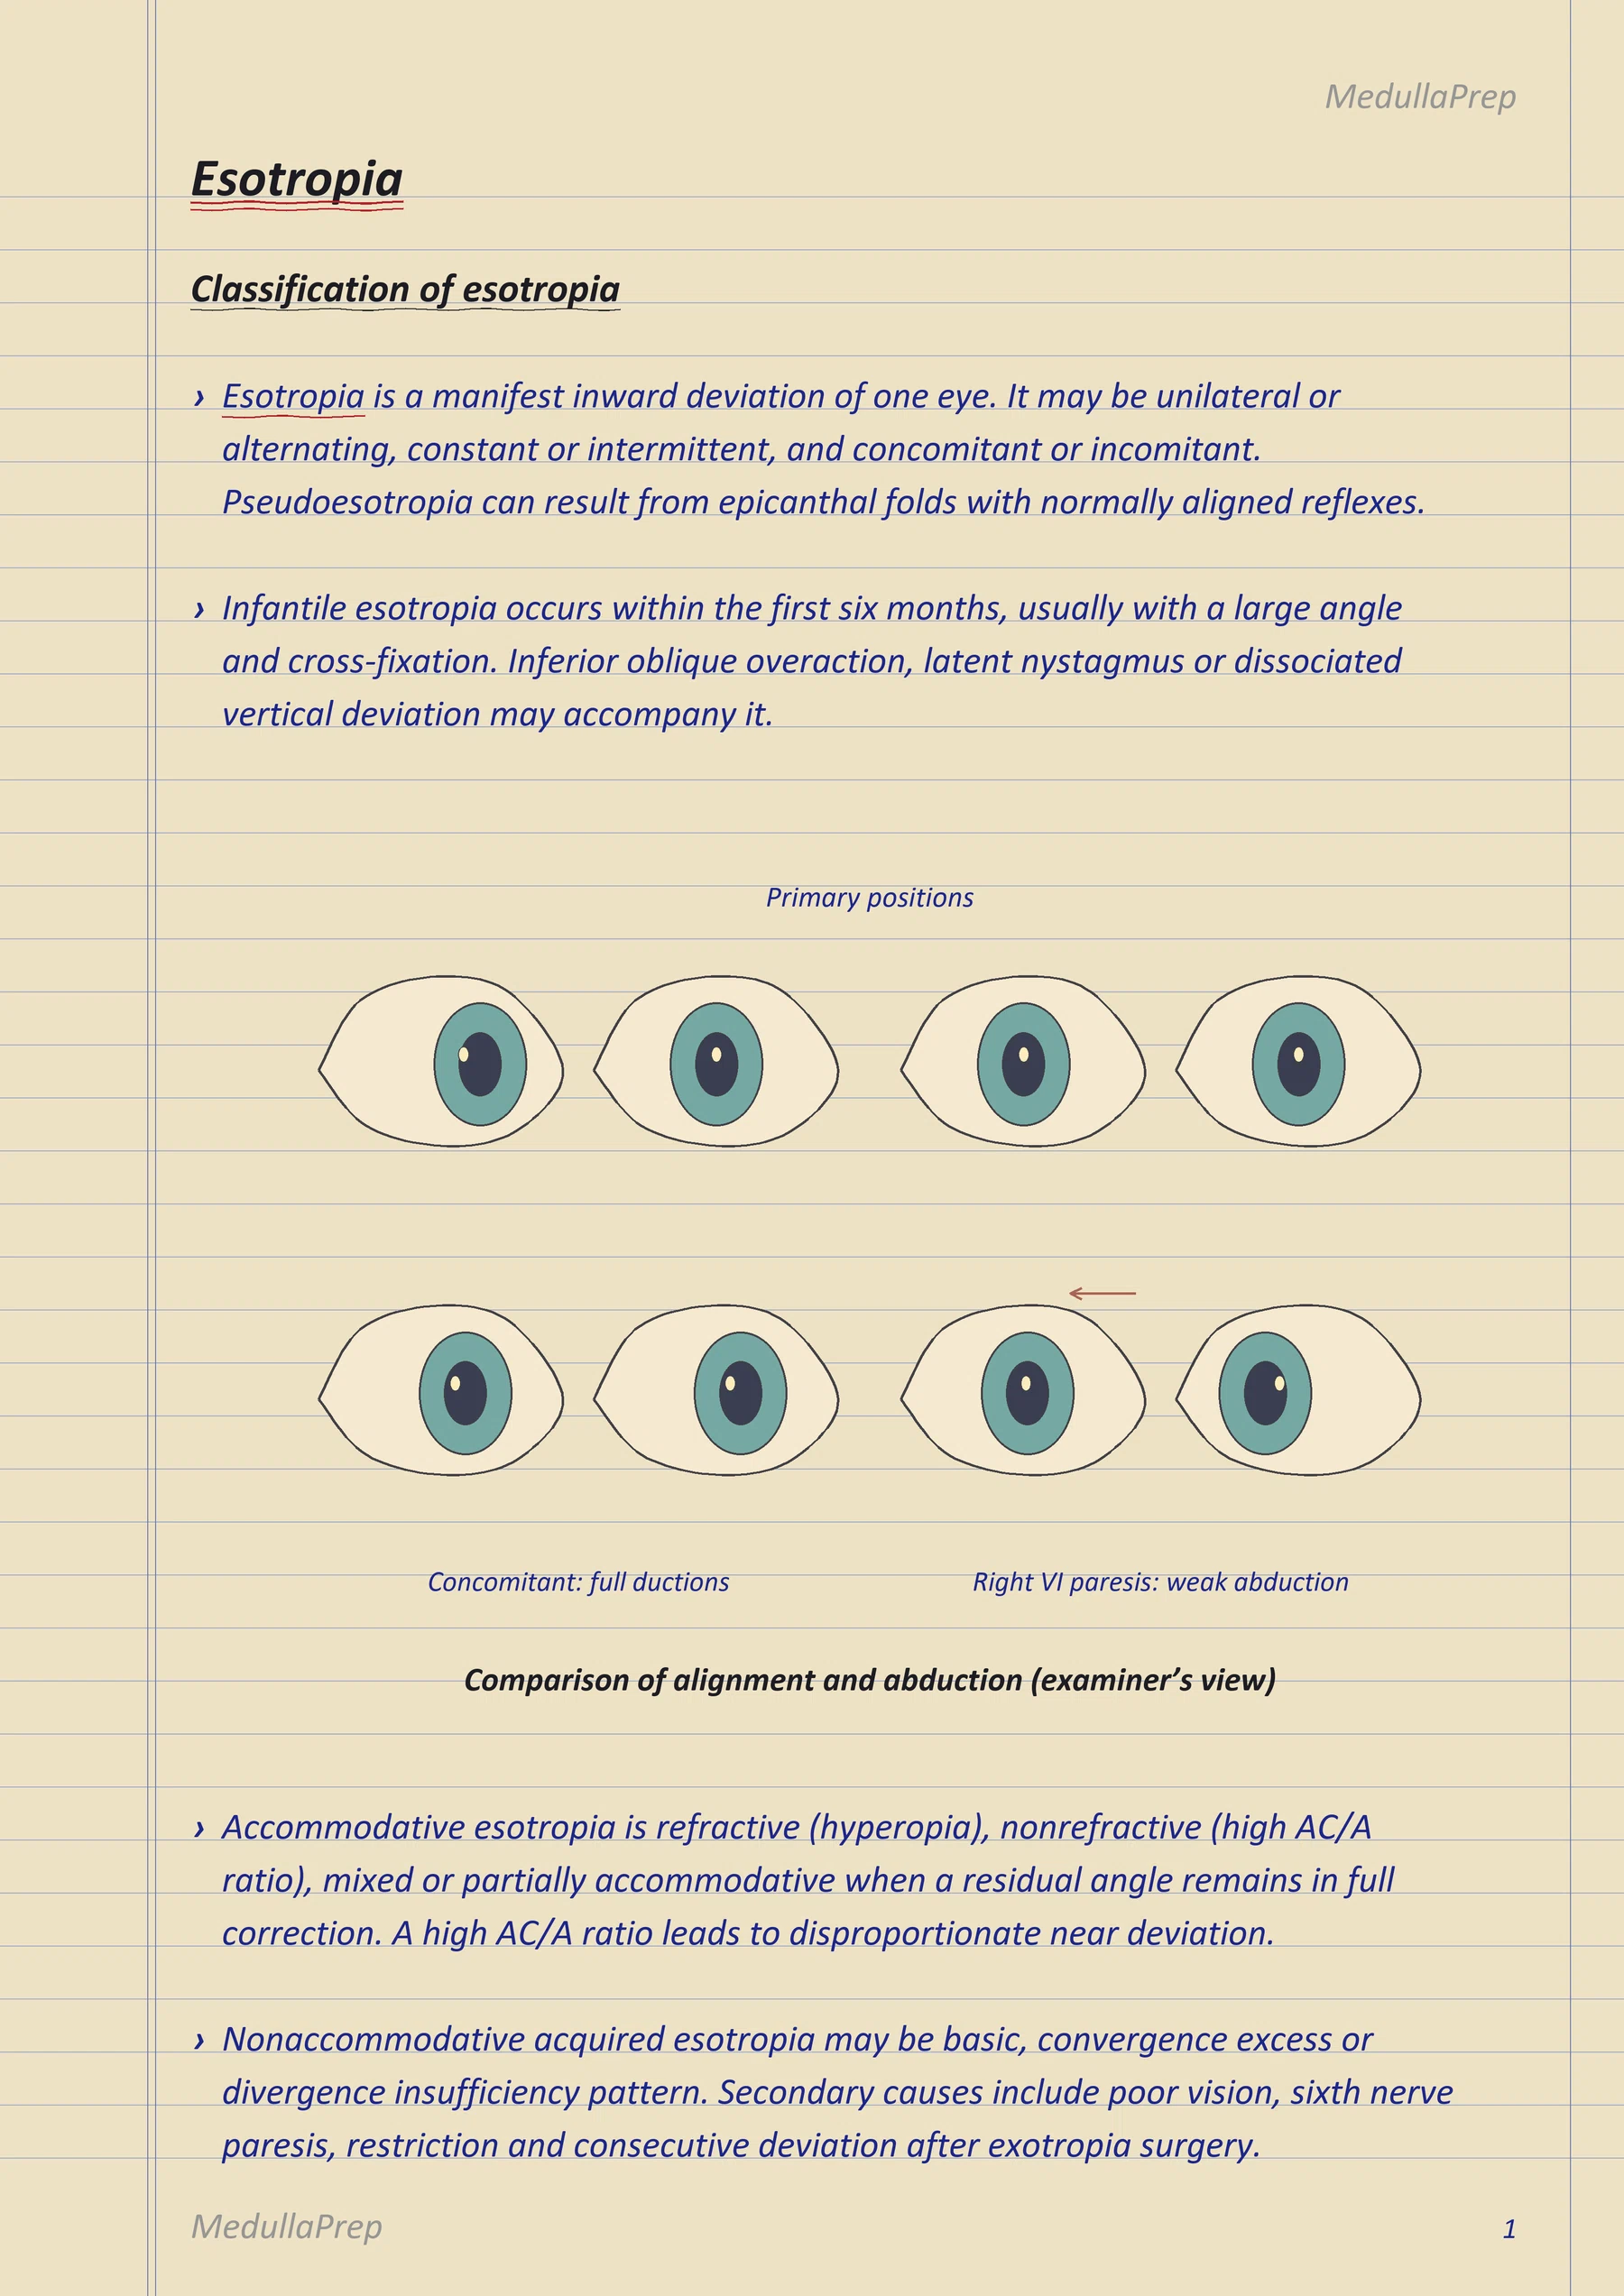 MedullaPrep
Esotropia
Classification of esotropia
› Esotropia is a manifest inward deviation of one eye. It may be unilateral or
alternating, constant or intermittent, and concomitant or incomitant.
Pseudoesotropia can result from epicanthal folds with normally aligned reflexes.
› Infantile esotropia occurs within the first six months, usually with a large angle
and cross-fixation. Inferior oblique overaction, latent nystagmus or dissociated
vertical deviation may accompany it.
Primary positions
Concomitant: full ductions
Right VI paresis: weak abduction
Comparison of alignment and abduction (examiner’s view)
› Accommodative esotropia is refractive (hyperopia), nonrefractive (high AC/A
ratio), mixed or partially accommodative when a residual angle remains in full
correction. A high AC/A ratio leads to disproportionate near deviation.
› Nonaccommodative acquired esotropia may be basic, convergence excess or
divergence insufficiency pattern. Secondary causes include poor vision, sixth nerve
paresis, restriction and consecutive deviation after exotropia surgery.
MedullaPrep
1